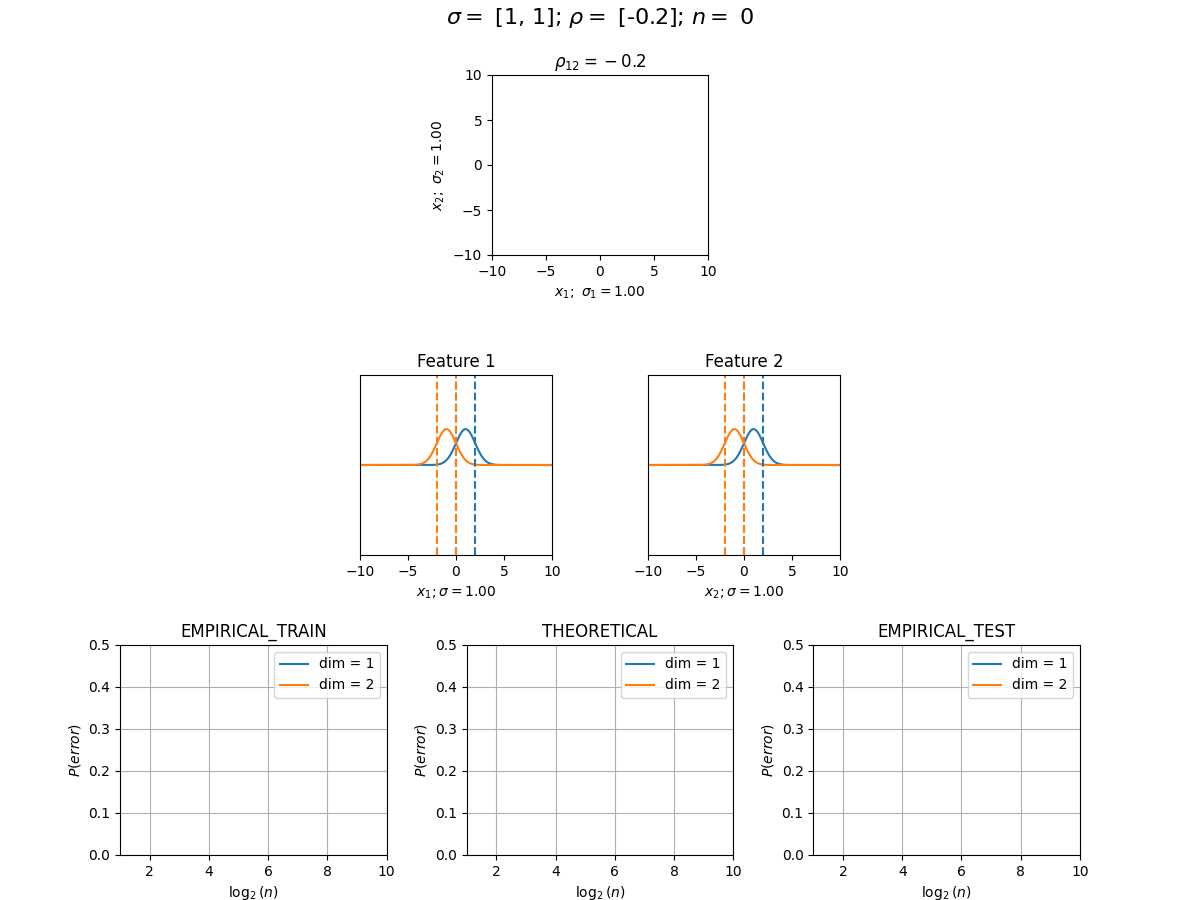 σ = [1, 1]; ρ = [-0.2]; n = 0
ρ₁₂ = −0.2
10
5
0
−5
−10
x₂; σ₂ = 1.00
−10 −5 0 5 10
x₁; σ₁ = 1.00
Feature 1
−10 −5 0 5 10
x₁; σ = 1.00
Feature 2
−10 −5 0 5 10
x₂; σ = 1.00
EMPIRICAL_TRAIN
dim = 1
dim = 2
0.5
0.4
0.3
0.2
0.1
0.0
P(error)
2 4 6 8 10
log₂(n)
THEORETICAL
dim = 1
dim = 2
0.5
0.4
0.3
0.2
0.1
0.0
P(error)
2 4 6 8 10
log₂(n)
EMPIRICAL_TEST
dim = 1
dim = 2
0.5
0.4
0.3
0.2
0.1
0.0
P(error)
2 4 6 8 10
log₂(n)